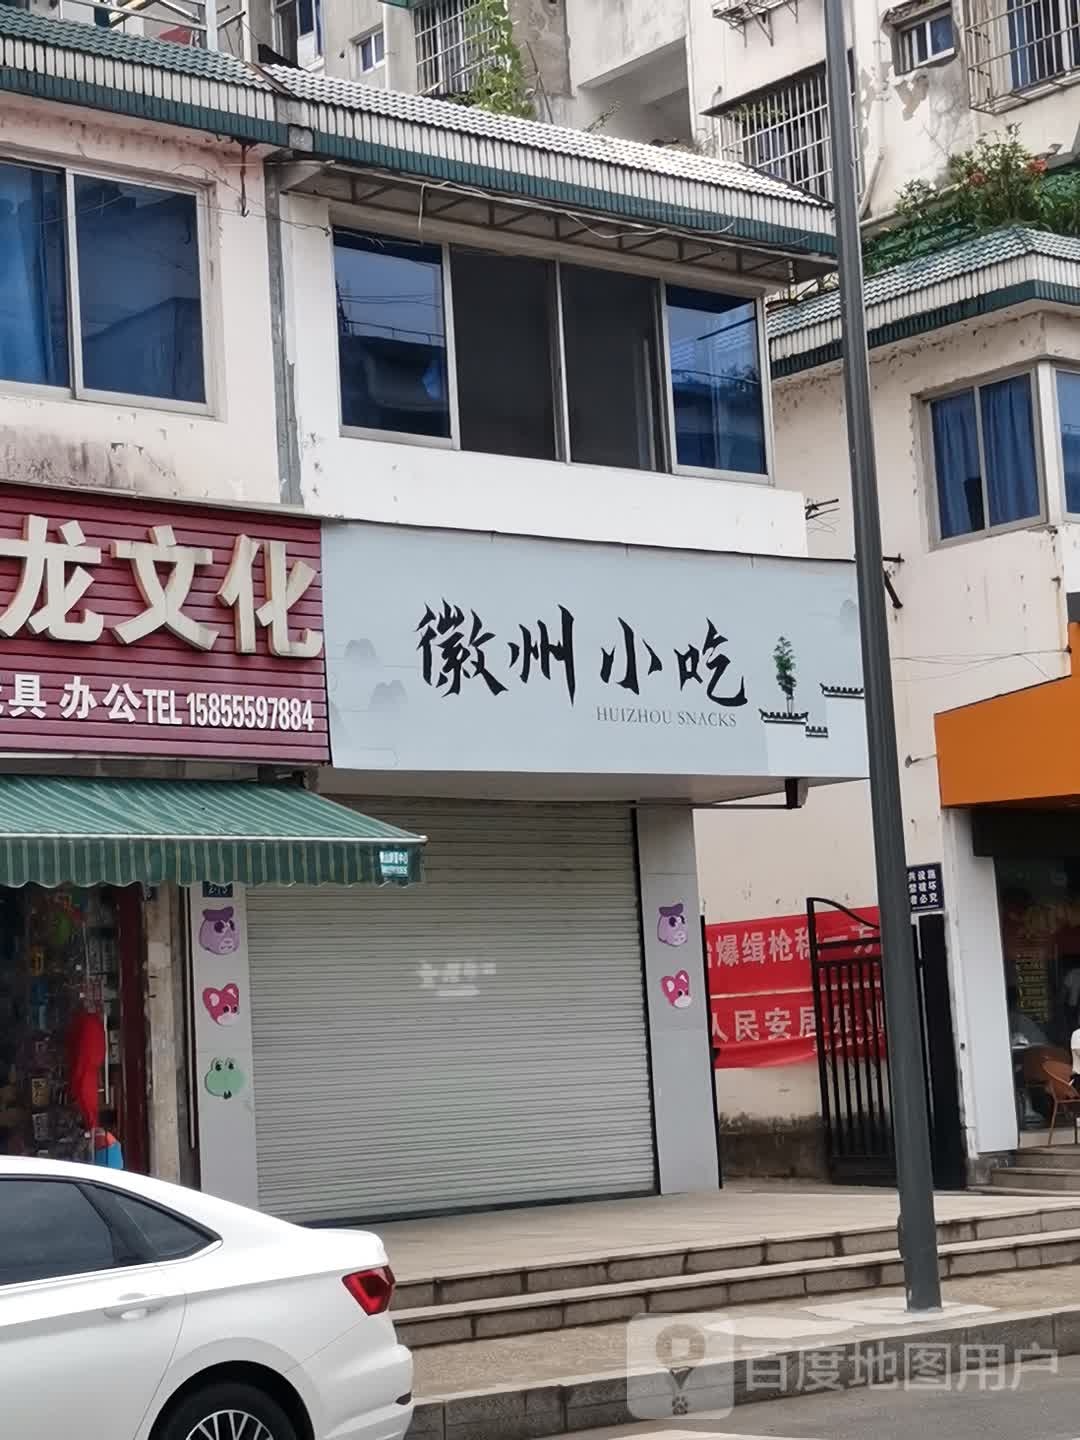 龙文化
具 办公TEL 15855597884
徽州小吃
HUIZHOU SNACKS
爆缉枪
人民安居
百度地图用户